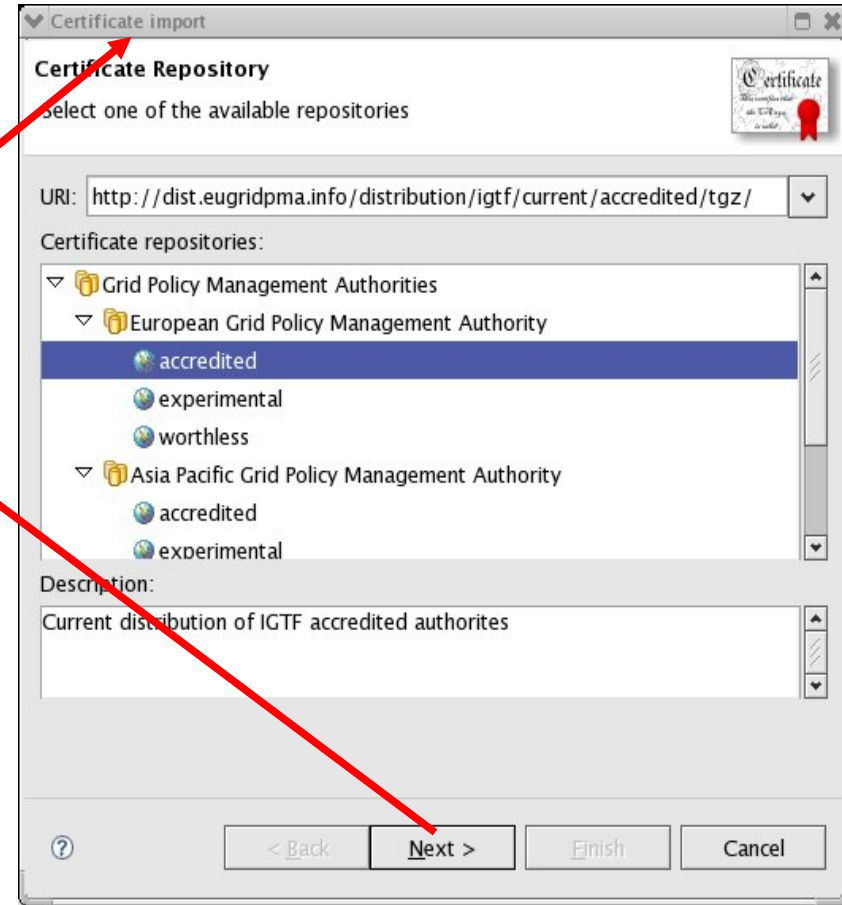 Certificate import
Certificate Repository
Select one of the available repositories
Certificate
URI: http://dist.eugridpma.info/distribution/igtf/current/accredited/tgz/
Certificate repositories:
Grid Policy Management Authorities
European Grid Policy Management Authority
accredited
experimental
worthless
Asia Pacific Grid Policy Management Authority
accredited
experimental
Description:
Current distribution of IGTF accredited authorites
< Back Next > Finish Cancel